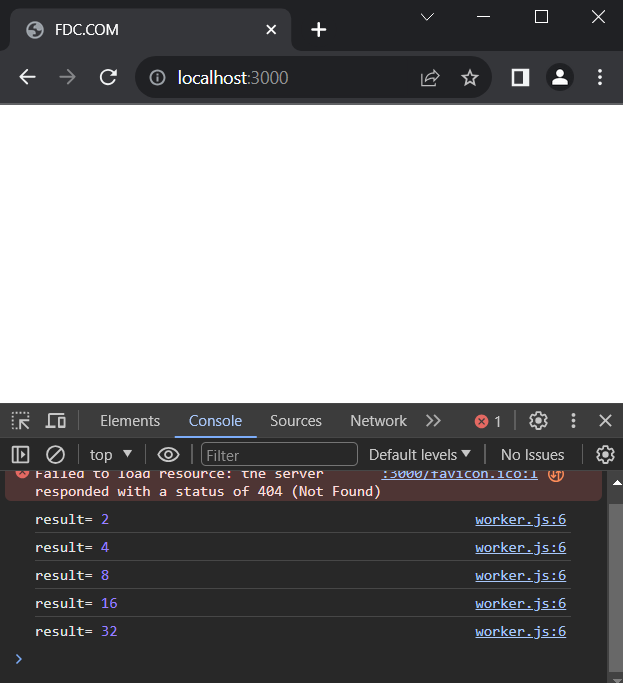 FDC.COM
localhost:3000
Elements Console Sources Network 1
top Filter Default levels No Issues
Failed to load resource: the server :3000/favicon.ico:1
responded with a status of 404 (Not Found)
result= 2 worker.js:6
result= 4 worker.js:6
result= 8 worker.js:6
result= 16 worker.js:6
result= 32 worker.js:6